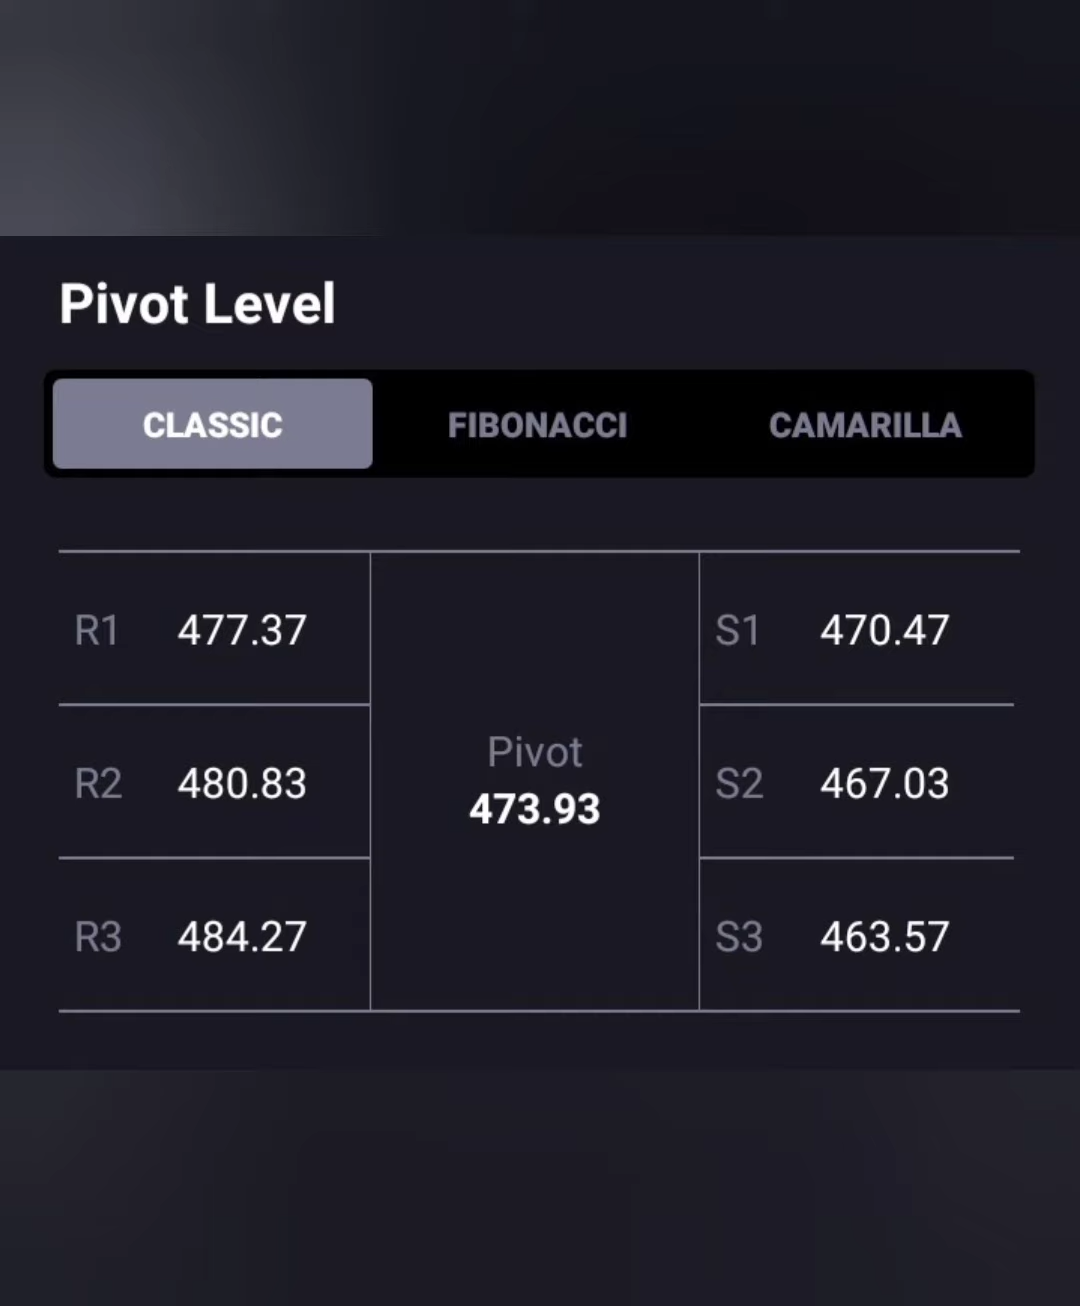 Pivot Level
CLASSIC FIBONACCI CAMARILLA
R1 477.37
R2 480.83
R3 484.27
Pivot
473.93
S1 470.47
S2 467.03
S3 463.57